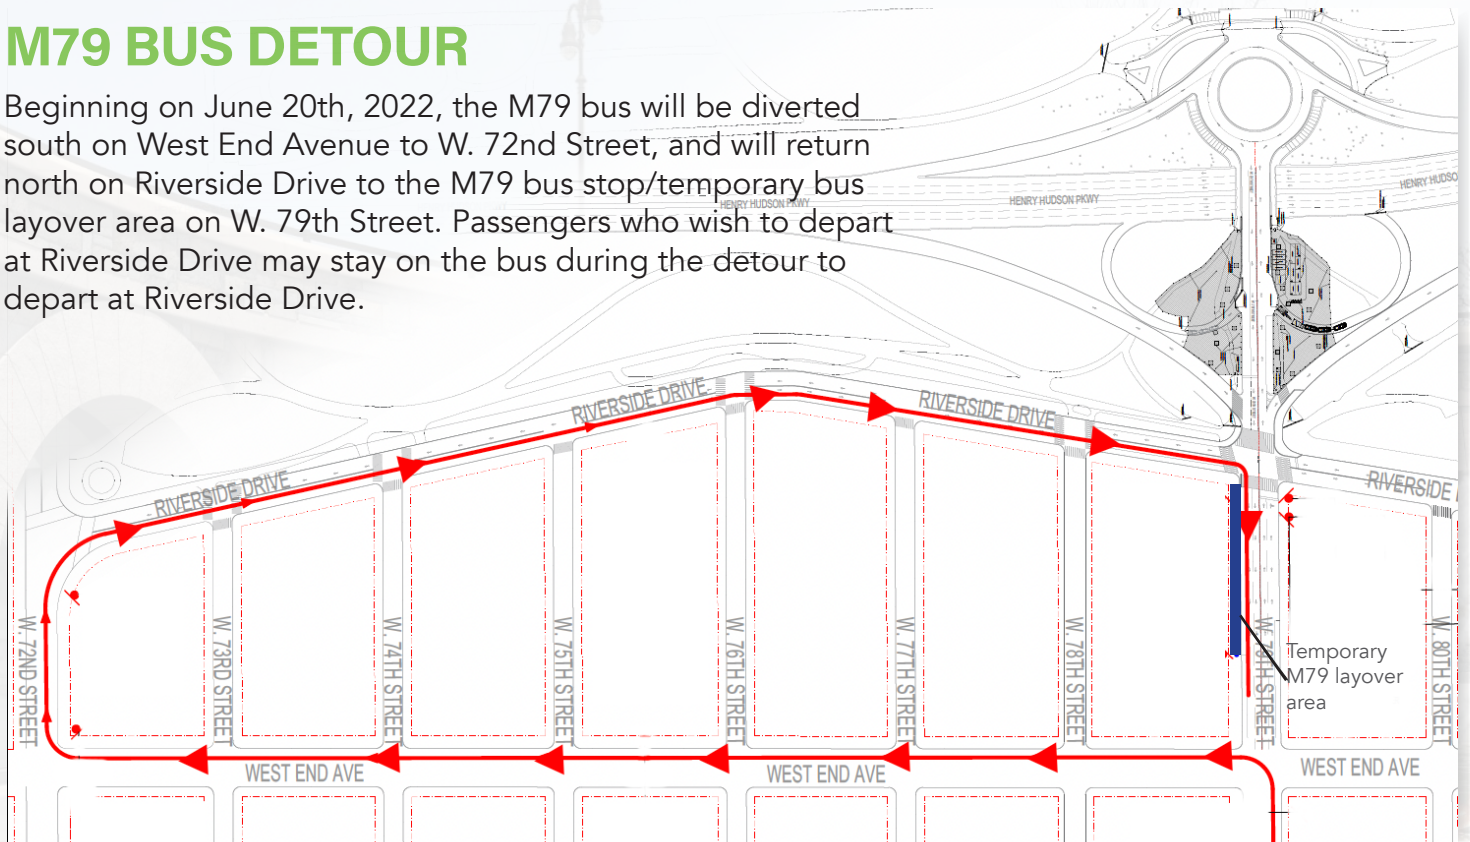 M79 BUS DETOUR
Beginning on June 20th, 2022, the M79 bus will be diverted
south on West End Avenue to W. 72nd Street, and will return
north on Riverside Drive to the M79 bus stop/temporary bus
layover area on W. 79th Street. Passengers who wish to depart
at Riverside Drive may stay on the bus during the detour to
depart at Riverside Drive.
HENRY HUDSON PKWY
HENRY HUDSON PKWY
HENRY HUDSO
RIVERSIDE DRIVE
RIVERSIDE DRIVE
RIVERSIDE DRIVE
RIVERSIDE
W. 72ND STREET
W. 73RD STREET
W. 74TH STREET
W. 75TH STREET
W. 76TH STREET
W. 77TH STREET
W. 78TH STREET
W. 78TH STREET
W. 80TH STREET
Temporary
M79 layover
area
WEST END AVE
WEST END AVE
WEST END AVE